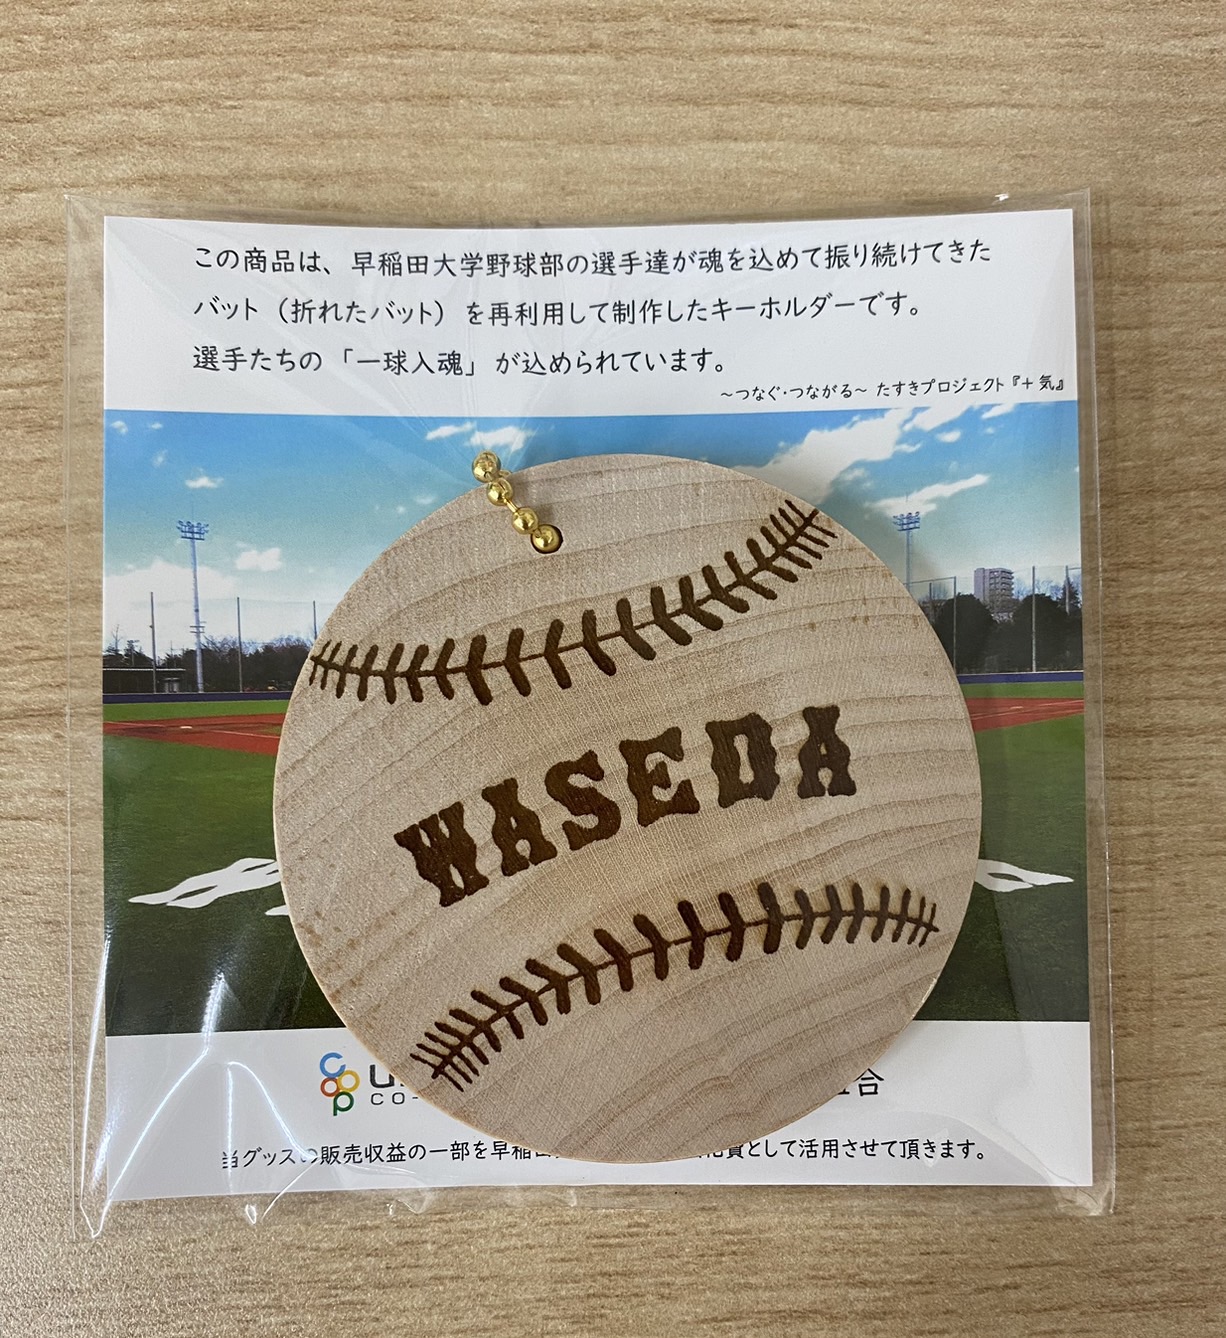 この商品は、早稲田大学野球部の選手達が魂を込めて振り続けてきた
バット（折れたバット）を再利用して制作したキーホルダーです。
選手たちの「一球入魂」が込められています。
～つなぐ・つながる～ たすきプロジェクト『＋気』
WASEDA
coop
CO-
合
当グッズの販売収益の一部を早稲
費として活用させて頂きます。